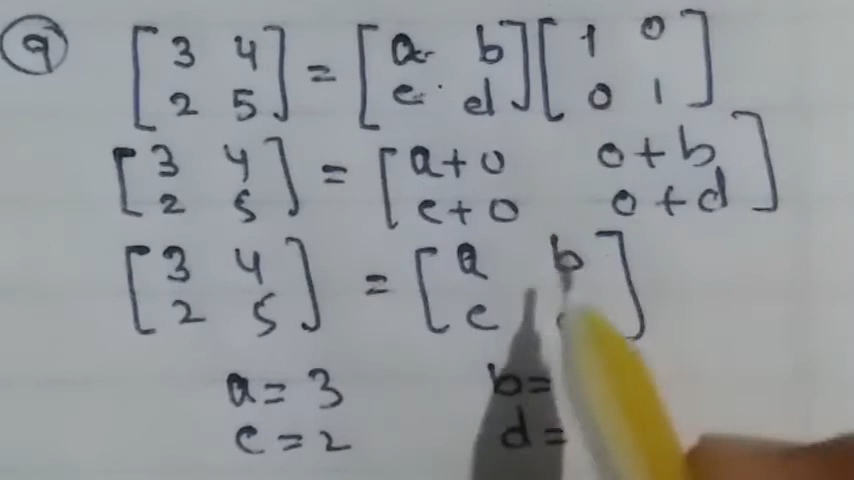 9 [3 4 2 5] = [a b c d] [1 0 0 1]
[3 4 2 5] = [a+0 0+b c+0 0+d]
[3 4 2 5] = [a b c
a = 3 b =
c = 2 d =